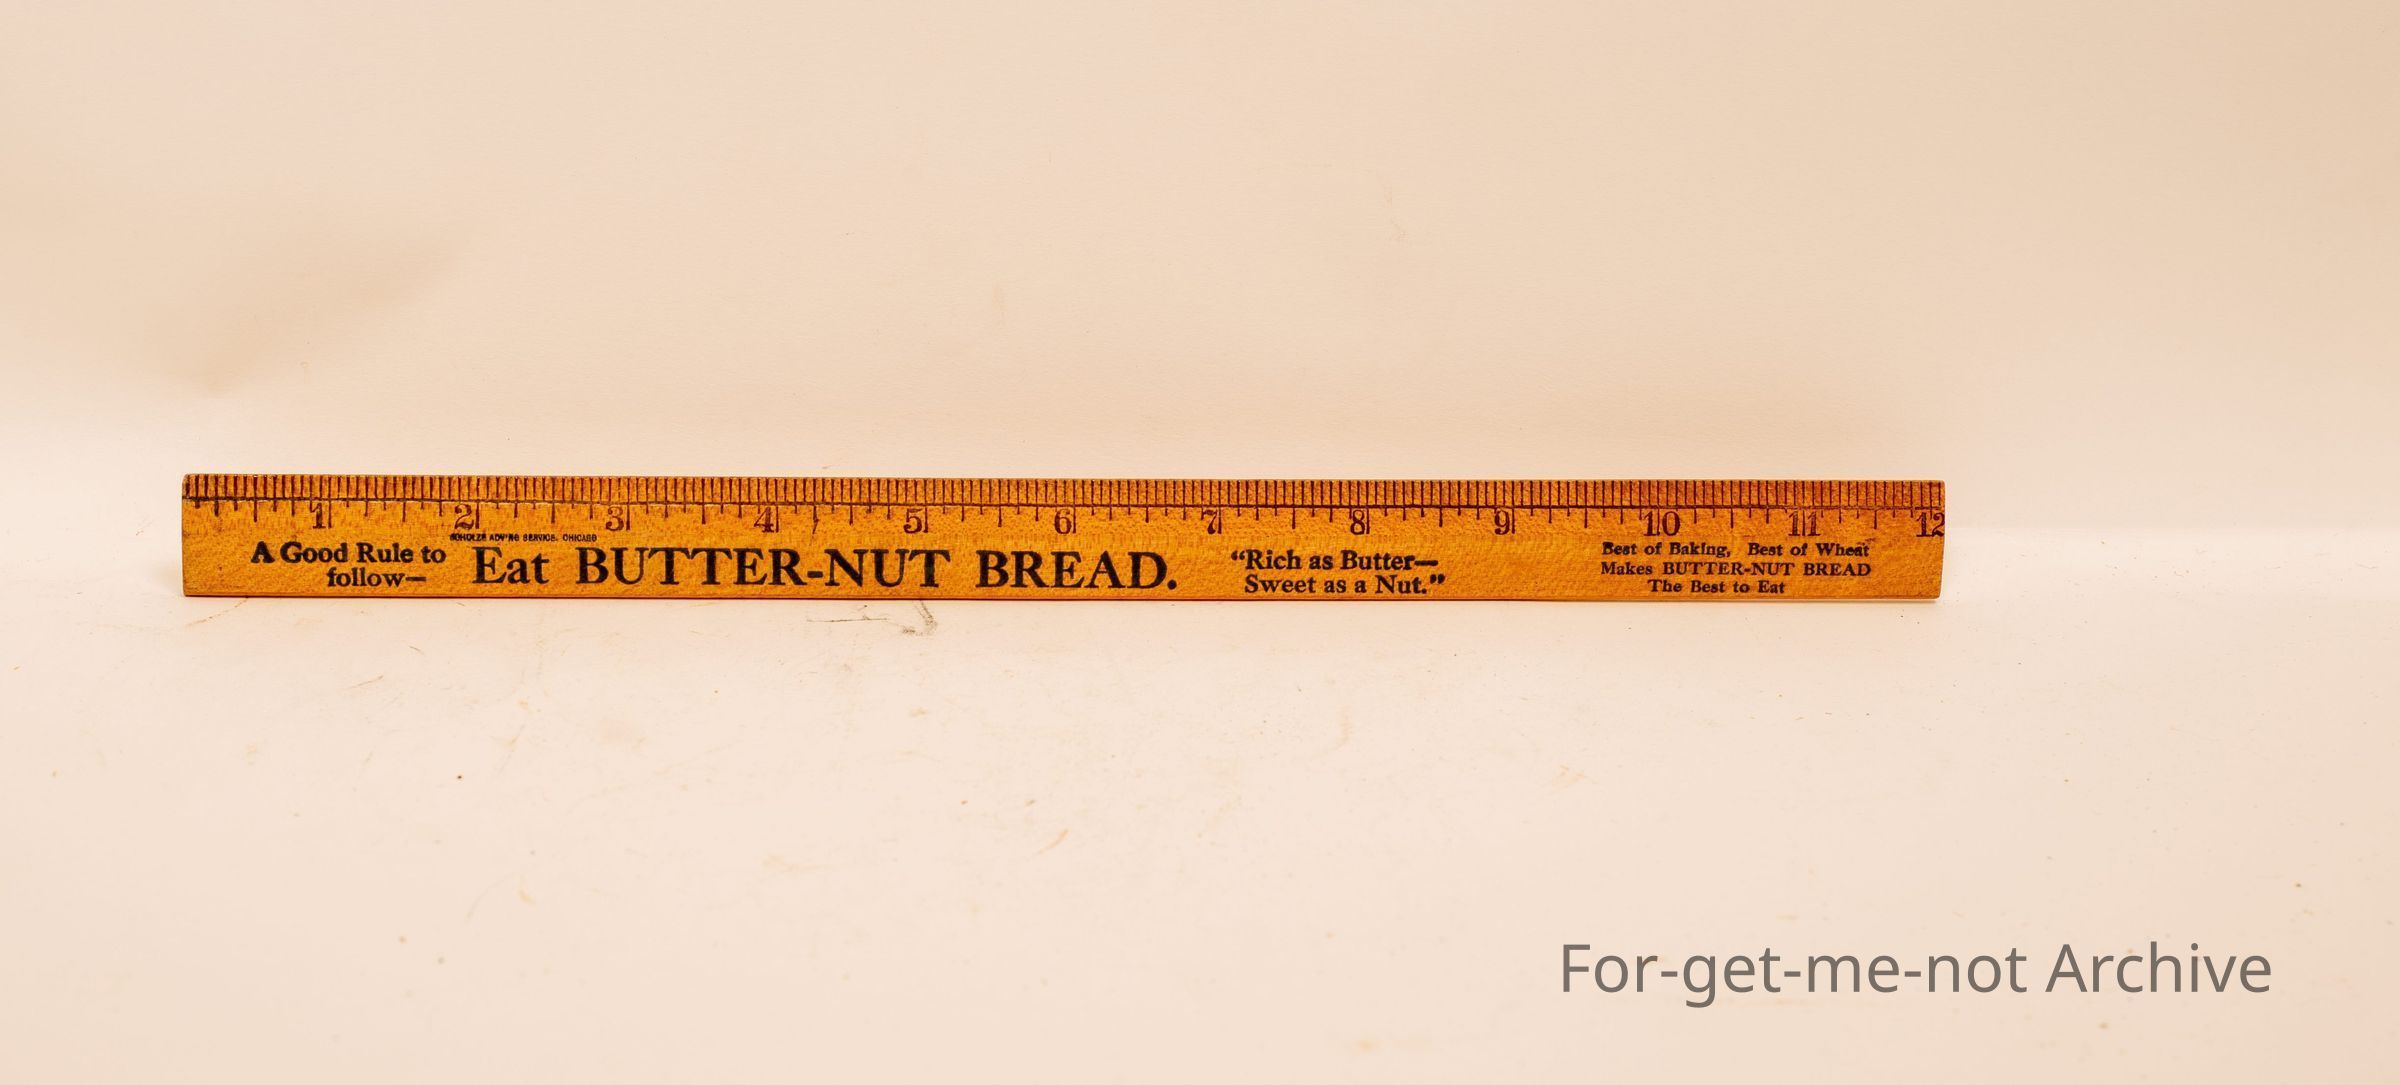 1 2 3 4 5 6 7 8 9 10 11 12
SCHOLZE ADV'NG SERVICE. CHICAGO
A Good Rule to
follow—
Eat BUTTER-NUT BREAD.
"Rich as Butter—
Sweet as a Nut."
Best of Baking, Best of Wheat
Makes BUTTER-NUT BREAD
The Best to Eat
For-get-me-not Archive